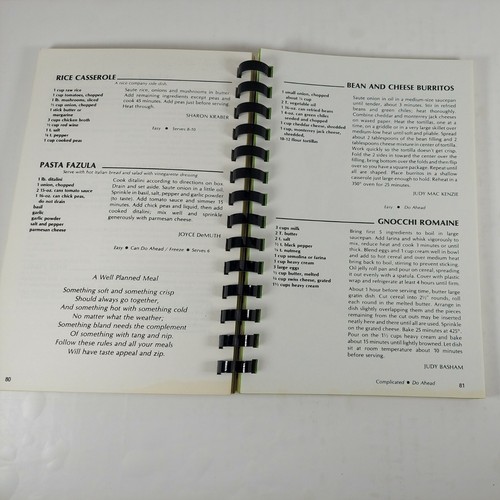 RICE CASSEROLE
A nice company side dish.
1 cup raw rice
1 cup tomatoes, chopped
1 lb. mushrooms, sliced
½ cup onion, chopped
1 stick butter or
margarine
3 cups chicken broth
½ cup red wine
2 t. salt
¼ t. pepper
1 cup cooked peas
Saute rice, onions and mushrooms in butter.
Add remaining ingredients except peas and
cook 45 minutes. Add peas just before serving.
Heat through.
SHARON KRABER
Easy • Serves 8-10
PASTA FAZULA
Serve with hot Italian bread and salad with vinaigrette dressing
1 lb. ditalini
1 onion, chopped
2 15-oz. cans tomato sauce
1 16-oz. can chick peas,
do not drain
basil
garlic
garlic powder
salt and pepper
parmesan cheese
Cook ditalini according to directions on box.
Drain and set aside. Saute onion in a little oil.
Sprinkle in basil, salt, pepper and garlic powder
(to taste). Add tomato sauce and simmer 15
minutes. Add chick peas and liquid, then add
cooked ditalini; mix well and sprinkle
generously with parmesan cheese.
JOYCE DeMUTH
Easy • Can Do Ahead / Freeze • Serves 6
A Well Planned Meal
Something soft and something crisp
Should always go together,
And something hot with something cold
No matter what the weather;
Something bland needs the complement
Of something with tang and nip.
Follow these rules and all your meals
Will have taste appeal and zip.
80
BEAN AND CHEESE BURRITOS
1 small onion, chopped
about ½ cup
2 T. vegetable oil
1 16-oz. can refried beans
1 4-oz. can green chiles
seeded and chopped
1 cup cheddar cheese, shredded
1 cup, monterey jack cheese,
shredded,
10-12 flour tortillas
Saute onion in oil in a medium-size saucepan
until tender, about 3 minutes. Stir in refried
beans and green chiles, heat thoroughly.
Combine cheddar and monterey jack cheeses
on waxed paper. Heat the tortillas, one at a
time, on a griddle or in a very large skillet over
medium-low heat until soft and pliable. Spread
about 2 tablespoons of the bean filling and 2
tablespoons cheese mixture in center of tortilla.
Work quickly so the tortilla doesn't get crisp.
Fold the 2 sides in toward the center over the
filling, bring bottom over the folds and then flip
over so you have a square package. Repeat until
all are shaped. Place burritos in a shallow
casserole just large enough to hold. Reheat in a
350° oven for 25 minutes.
JUDY MAC KENZIE
Easy • Do Ahead
GNOCCHI ROMAINE
3 cups milk
2 T. butter
2 t. salt
½ t. black pepper
¼ t. nutmeg
1 cup semolina or farina
1 cup heavy cream
3 large eggs
½ cup butter, melted
¾ cup swiss cheese, grated
1½ cups heavy cream
Bring first 5 ingredients to boil in large
saucepan. Add farina and whisk vigorously to
mix, reduce heat and cook 3 minutes or until
thick. Blend eggs and 1 cup cream well in bowl
and add to hot cereal and over medium heat
bring back to boil, stirring to prevent sticking.
Oil jelly roll pan and pour on cereal; spreading
it out evenly with a spatula. Cover with plastic
wrap and refrigerate at least 4 hours until firm.
About 1 hour before serving time, butter large
gratin dish. Cut cereal into 2½" rounds, roll
each round in the melted butter. Arrange in
dish slightly overlapping them and the pieces
remaining from the cut outs may be inserted
neatly here and there until all are used. Sprinkle
on the grated cheese. Bake 25 minutes at 425°.
Pour on the 1½ cups heavy cream and bake
about 15 minutes until lightly browned. Let dish
sit at room temperature about 10 minutes
before serving.
JUDY BASHAM
Complicated • Do Ahead
81